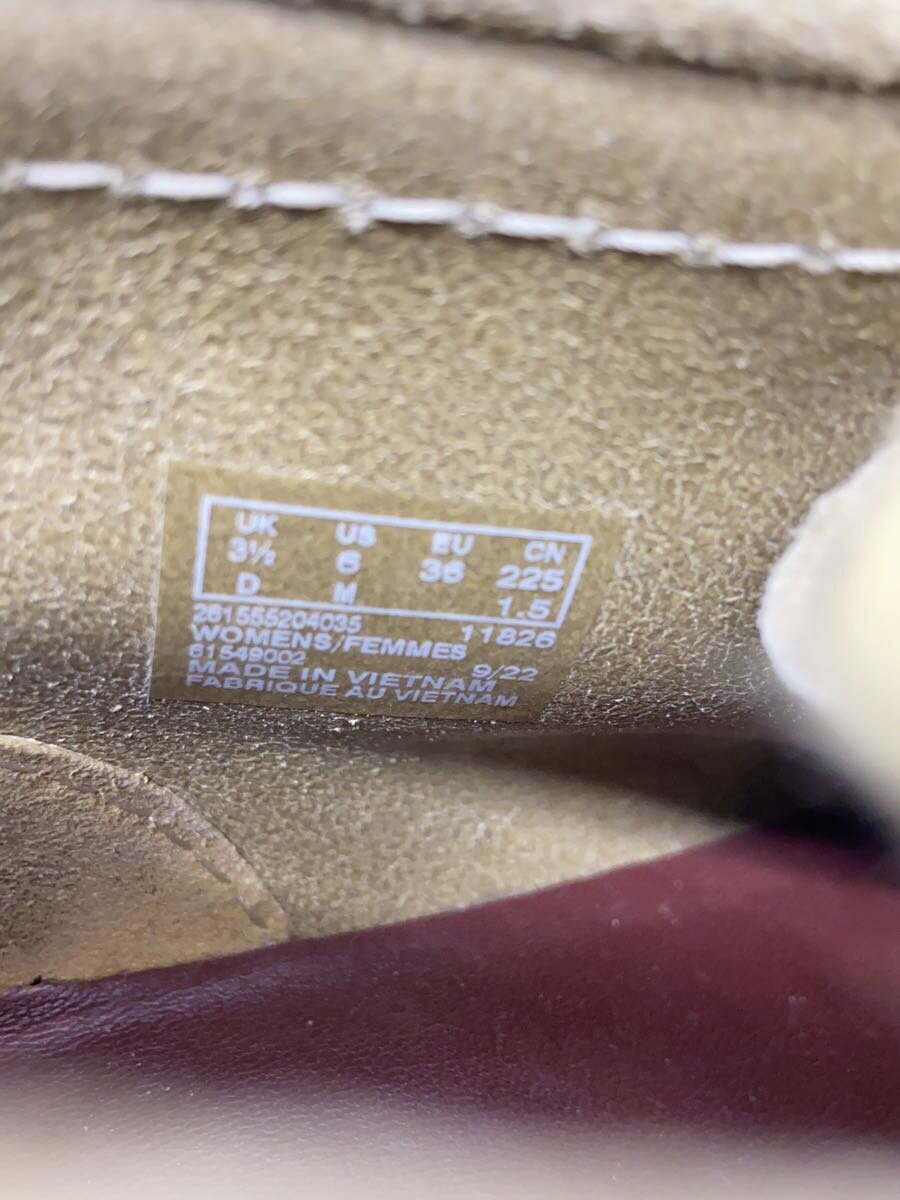 UK US EU CN
3½ 6 36 225
D M 1.5
261555204035 11826
WOMENS/FEMMES
61549002 9/22
MADE IN VIETNAM
FABRIQUE AU VIETNAM